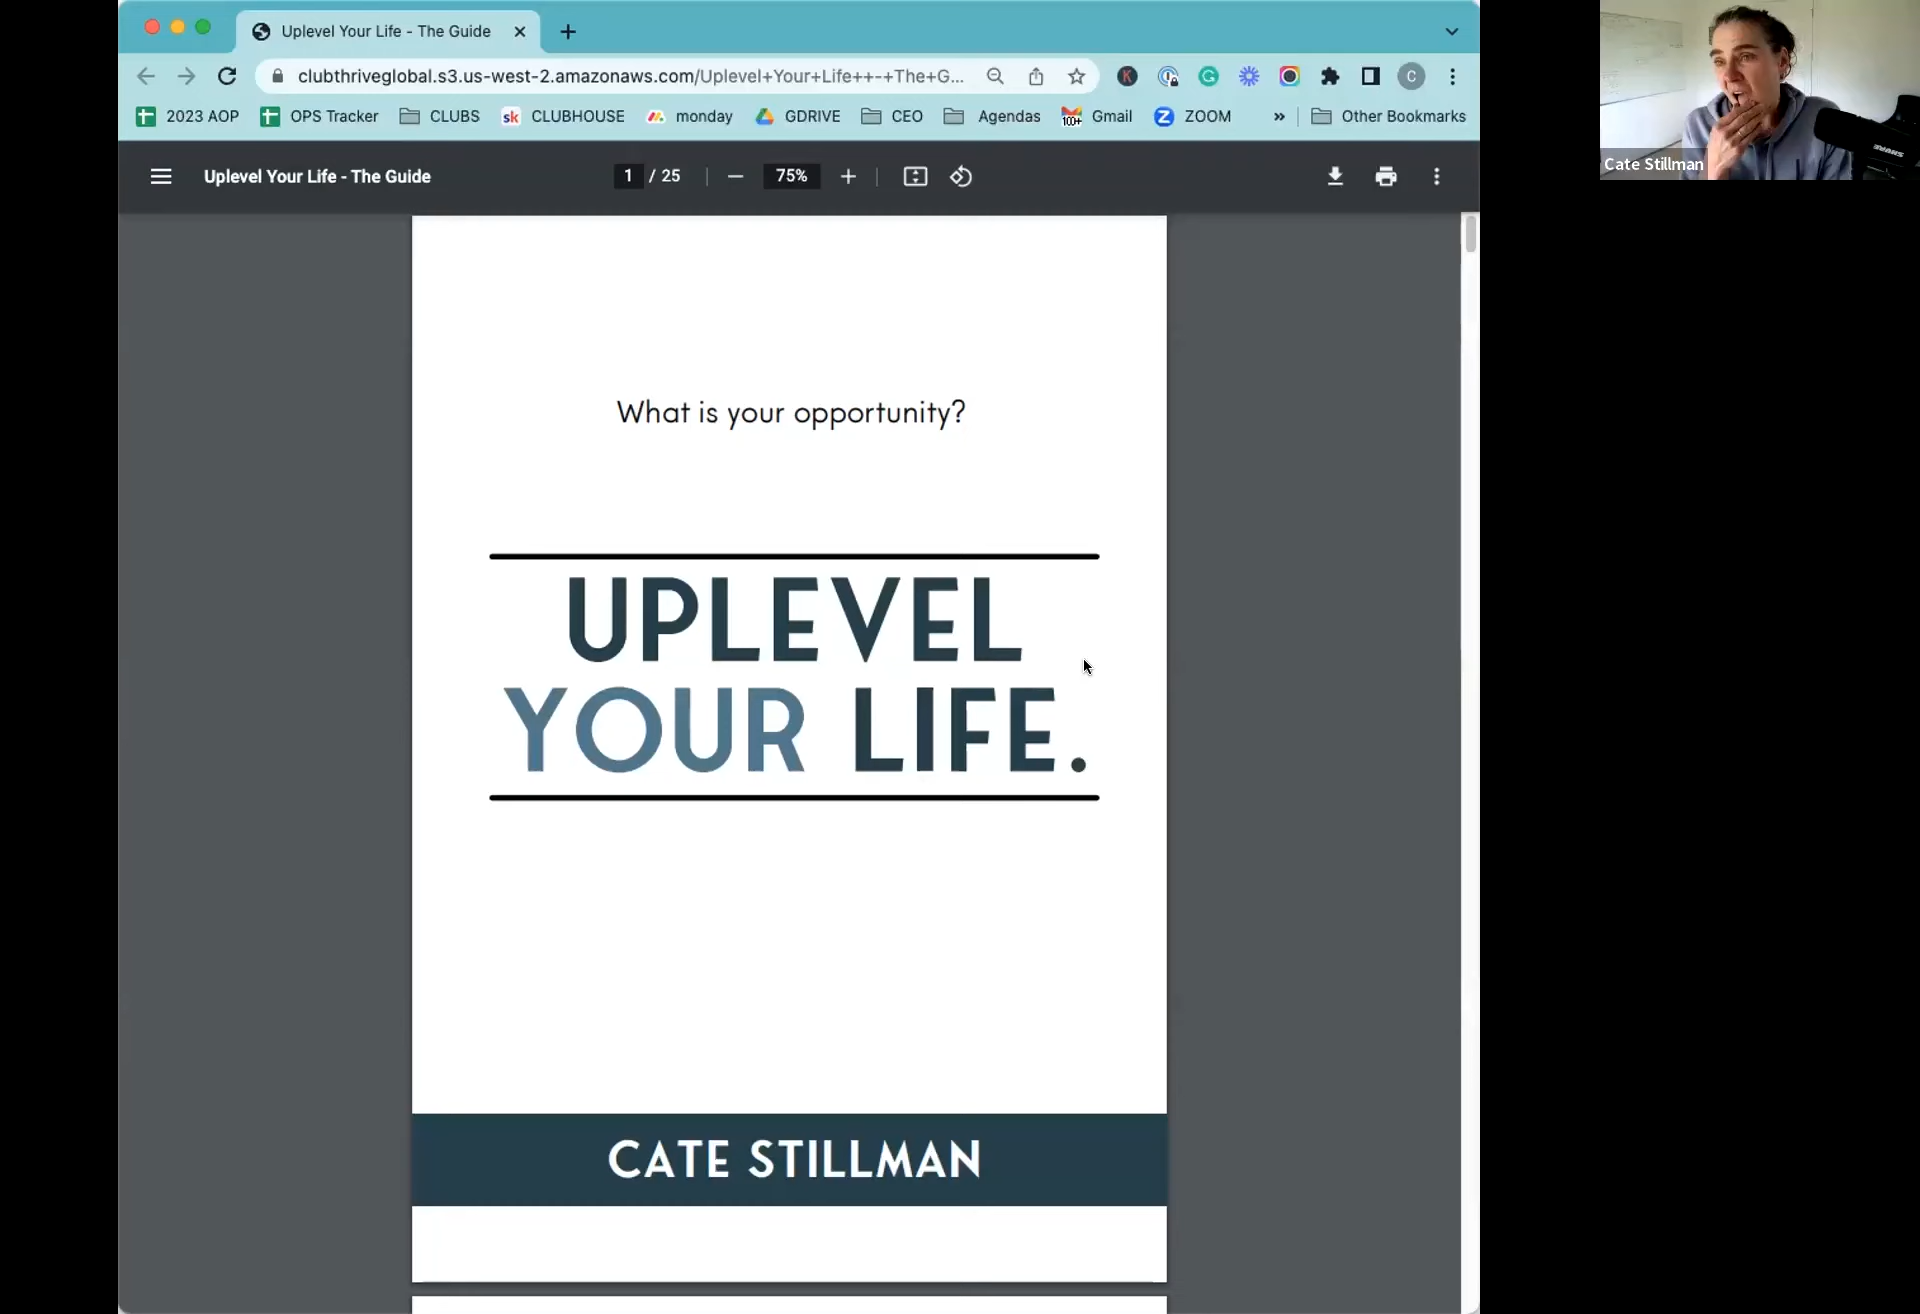 Uplevel Your Life - The Guide
clubthriveglobal.s3.us-west-2.amazonaws.com/Uplevel+Your+Life++-+The+G...
K
G
C
2023 AOP
OPS Tracker
CLUBS
sk CLUBHOUSE
monday
GDRIVE
CEO
Agendas
100+ Gmail
Z ZOOM
»
Other Bookmarks
Uplevel Your Life - The Guide
1 / 25
75%
What is your opportunity?
UPLEVEL
YOUR LIFE.
CATE STILLMAN
Cate Stillman